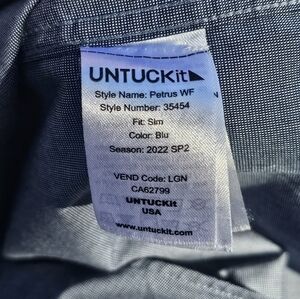 UNTUCKit
Style Name: Petrus WF
Style Number: 35454
Fit: Slm
Color: Blu
Season: 2022 SP2
VEND Code: LGN
CA62799
UNTUCKit
USA
www.untuckit.com